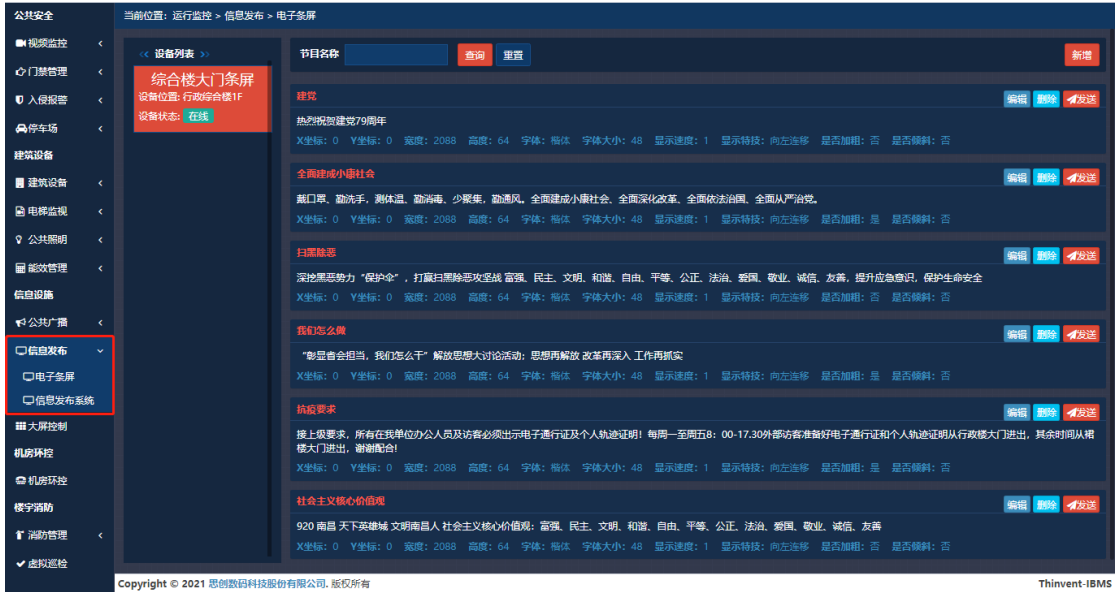 公共安全
当前位置：运行监控 > 信息发布 > 电子条屏
视频监控
门禁管理
入侵报警
停车场
建筑设备
建筑设备
电梯监视
公共照明
能效管理
信息设施
公共广播
信息发布
电子条屏
信息发布系统
大屏控制
机房环控
机房环控
楼宇消防
消防管理
虚拟巡检
设备列表
综合楼大门条屏
设备位置: 行政综合楼1F
设备状态: 在线
节目名称 查询 重置 新增
建党 编辑 删除 发送
热烈祝贺建党79周年
X坐标：0 Y坐标：0 宽度：2088 高度：64 字体：楷体 字体大小：48 显示速度：1 显示特技：向左连移 是否加粗：否 是否倾斜：否
全面建成小康社会 编辑 删除 发送
戴口罩、勤洗手，测体温、勤消毒、少聚集，勤通风。全面建成小康社会、全面深化改革、全面依法治国、全面从严治党。
X坐标：0 Y坐标：0 宽度：2088 高度：64 字体：楷体 字体大小：48 显示速度：1 显示特技：向左连移 是否加粗：是 是否倾斜：否
扫黑除恶 编辑 删除 发送
深挖黑恶势力“保护伞”，打赢扫黑除恶攻坚战 富强、民主、文明、和谐、自由、平等、公正、法治、爱国、敬业、诚信、友善，提升应急意识，保护生命安全
X坐标：0 Y坐标：0 宽度：2088 高度：64 字体：楷体 字体大小：48 显示速度：1 显示特技：向左连移 是否加粗：否 是否倾斜：否
我们怎么做 编辑 删除 发送
“彰显省会担当，我们怎么干”解放思想大讨论活动；思想再解放 改革再深入 工作再抓实
X坐标：0 Y坐标：0 宽度：2088 高度：64 字体：楷体 字体大小：48 显示速度：1 显示特技：向左连移 是否加粗：是 是否倾斜：否
抗疫要求 编辑 删除 发送
接上级要求，所有在我单位办公人员及访客必须出示电子通行证及个人轨迹证明！每周一至周五8：00-17.30外部访客准备好电子通行证和个人轨迹证明从行政楼大门进出，其余时间从裙
楼大门进出，谢谢配合!
X坐标：0 Y坐标：0 宽度：2088 高度：64 字体：楷体 字体大小：48 显示速度：1 显示特技：向左连移 是否加粗：是 是否倾斜：否
社会主义核心价值观 编辑 删除 发送
920 南昌 天下英雄城 文明南昌人 社会主义核心价值观：富强、民主、文明、和谐、自由、平等、公正、法治、爱国、敬业、诚信、友善
X坐标：0 Y坐标：0 宽度：2088 高度：64 字体：楷体 字体大小：48 显示速度：1 显示特技：向左连移 是否加粗：否 是否倾斜：否
Copyright © 2021 思创数码科技股份有限公司. 版权所有
Thinvent-IBMS